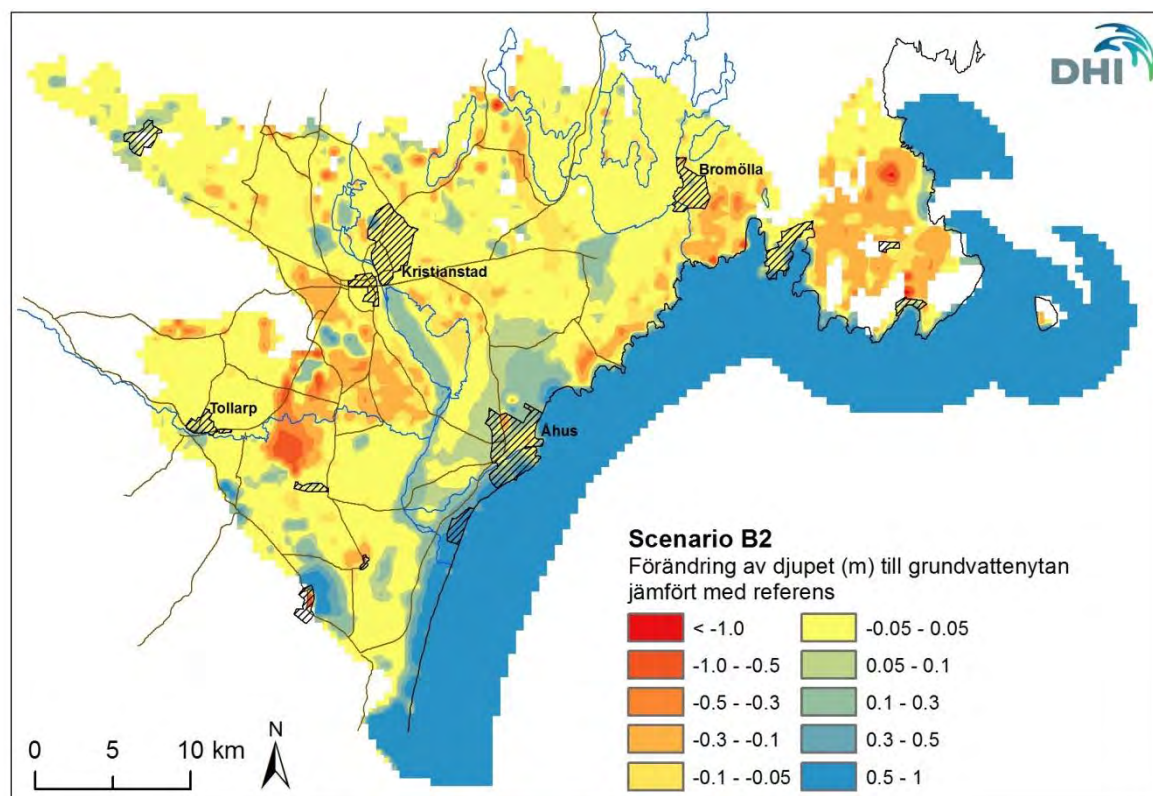 DHI
Bromölla
Kristianstad
Tollarp
Åhus
Scenario B2
Förändring av djupet (m) till grundvattenytan
jämfört med referens
< -1.0
-0.05 - 0.05
-1.0 - -0.5
0.05 - 0.1
-0.5 - -0.3
0.1 - 0.3
-0.3 - -0.1
0.3 - 0.5
-0.1 - -0.05
0.5 - 1
N
0 5 10 km